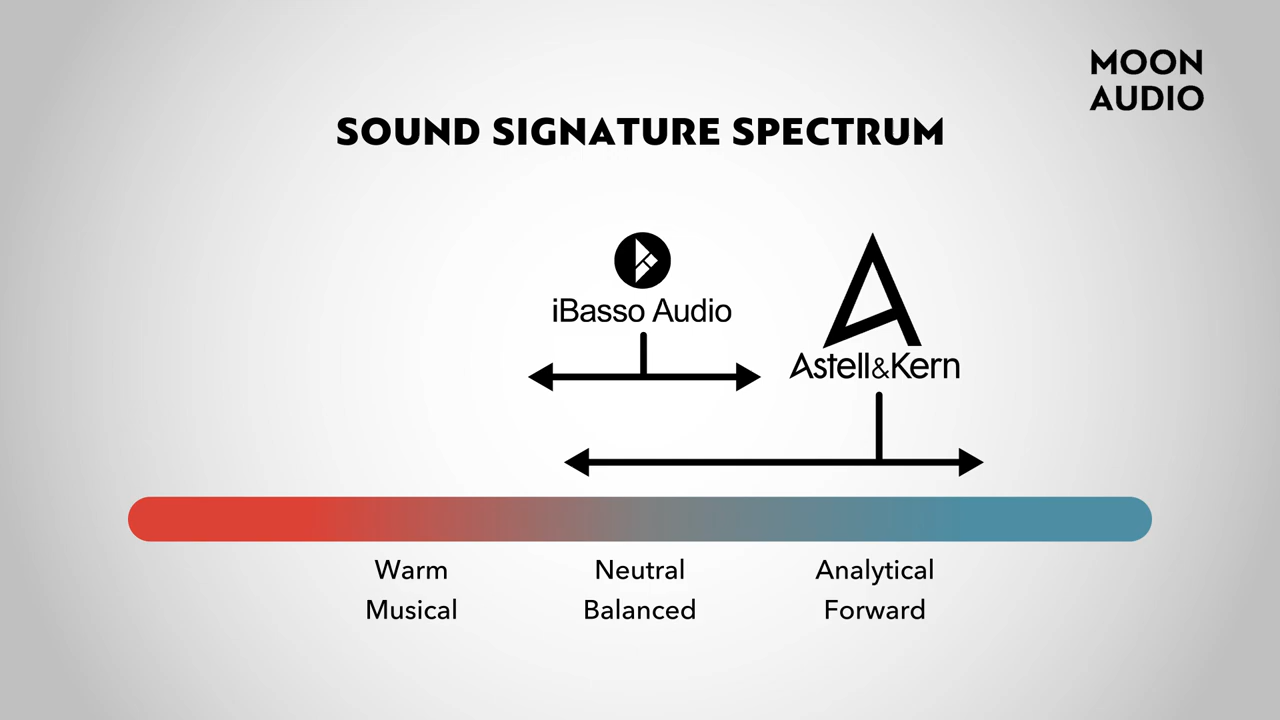 MOON
AUDIO
SOUND SIGNATURE SPECTRUM
iBasso Audio
Astell&Kern
Warm
Musical
Neutral
Balanced
Analytical
Forward